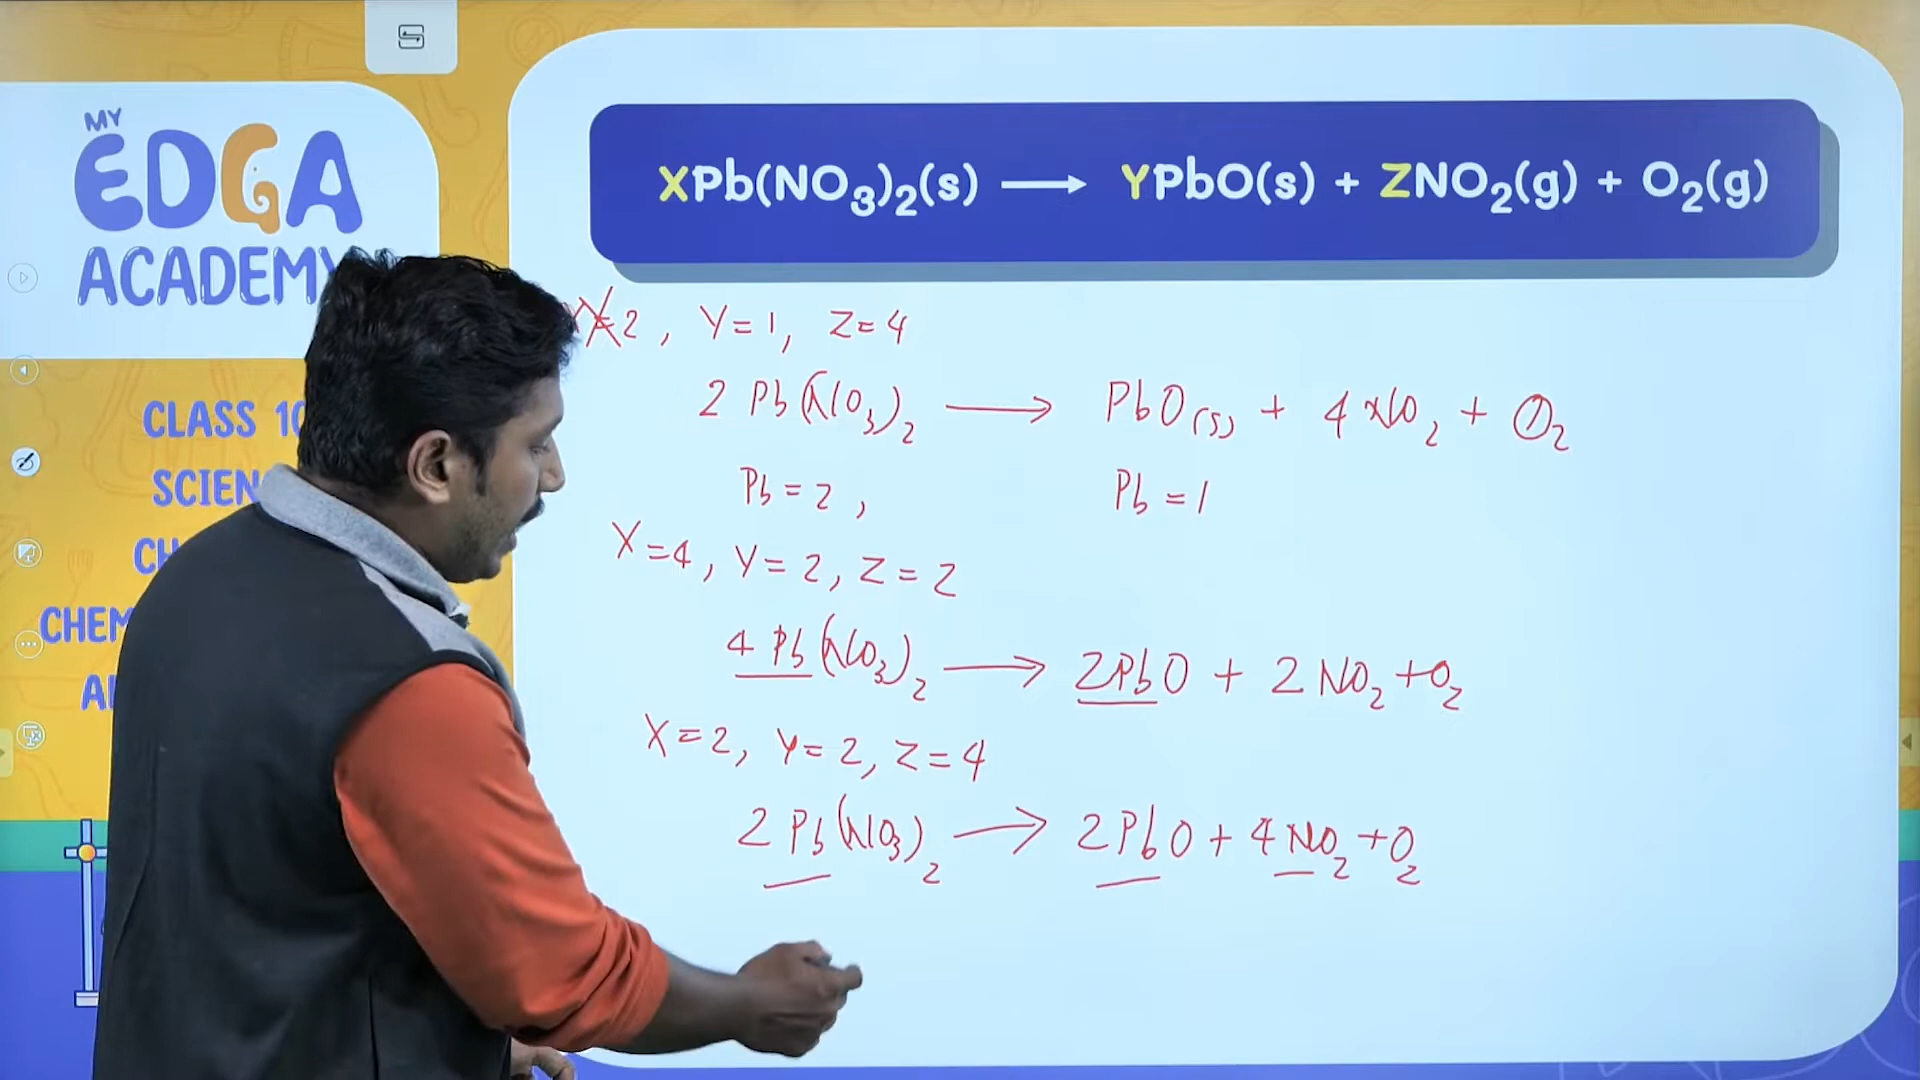 MY
EDGA
ACADEMY
CLASS 10
SCIEN
CH
CHEM
XPb(NO₃)₂(s) ⟶ YPbO(s) + ZNO₂(g) + O₂(g)
X=2, Y=1, Z=4
2 Pb(NO₃)₂ ⟶ PbO(s) + 4 NO₂ + O₂
Pb=2, Pb=1
X=4, Y=2, Z=2
4 Pb(NO₃)₂ ⟶ 2PbO + 2 NO₂ + O₂
X=2, Y=2, Z=4
2 Pb(NO₃)₂ ⟶ 2PbO + 4 NO₂ + O₂